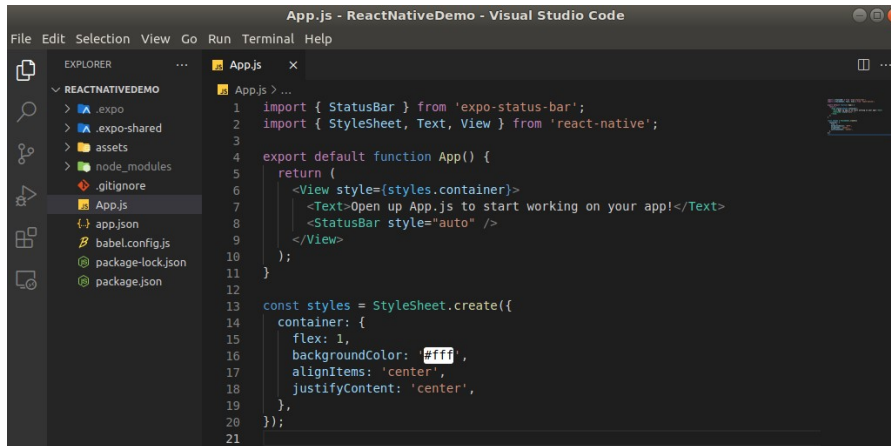 App.js - ReactNativeDemo - Visual Studio Code
File Edit Selection View Go Run Terminal Help
EXPLORER ...
REACTNATIVEDEMO
.expo
.expo-shared
assets
node_modules
.gitignore
App.js
app.json
babel.config.js
package-lock.json
package.json
App.js ×
App.js > ...
1 import { StatusBar } from 'expo-status-bar';
2 import { StyleSheet, Text, View } from 'react-native';
3
4 export default function App() {
5   return (
6     <View style={styles.container}>
7       <Text>Open up App.js to start working on your app!</Text>
8       <StatusBar style="auto" />
9     </View>
10   );
11 }
12
13 const styles = StyleSheet.create({
14   container: {
15     flex: 1,
16     backgroundColor: '#fff',
17     alignItems: 'center',
18     justifyContent: 'center',
19   },
20 });
21